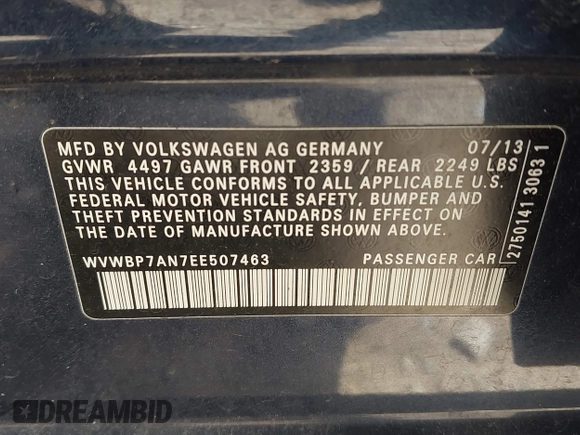 MFD BY VOLKSWAGEN AG GERMANY 07/13
GVWR 4497 GAWR FRONT 2359 / REAR 2249 LBS
THIS VEHICLE CONFORMS TO ALL APPLICABLE U.S.
FEDERAL MOTOR VEHICLE SAFETY, BUMPER AND
THEFT PREVENTION STANDARDS IN EFFECT ON
THE DATE OF MANUFACTURE SHOWN ABOVE.
WVWBP7AN7EE507463 PASSENGER CAR
2750141 3063 1
DREAMBID